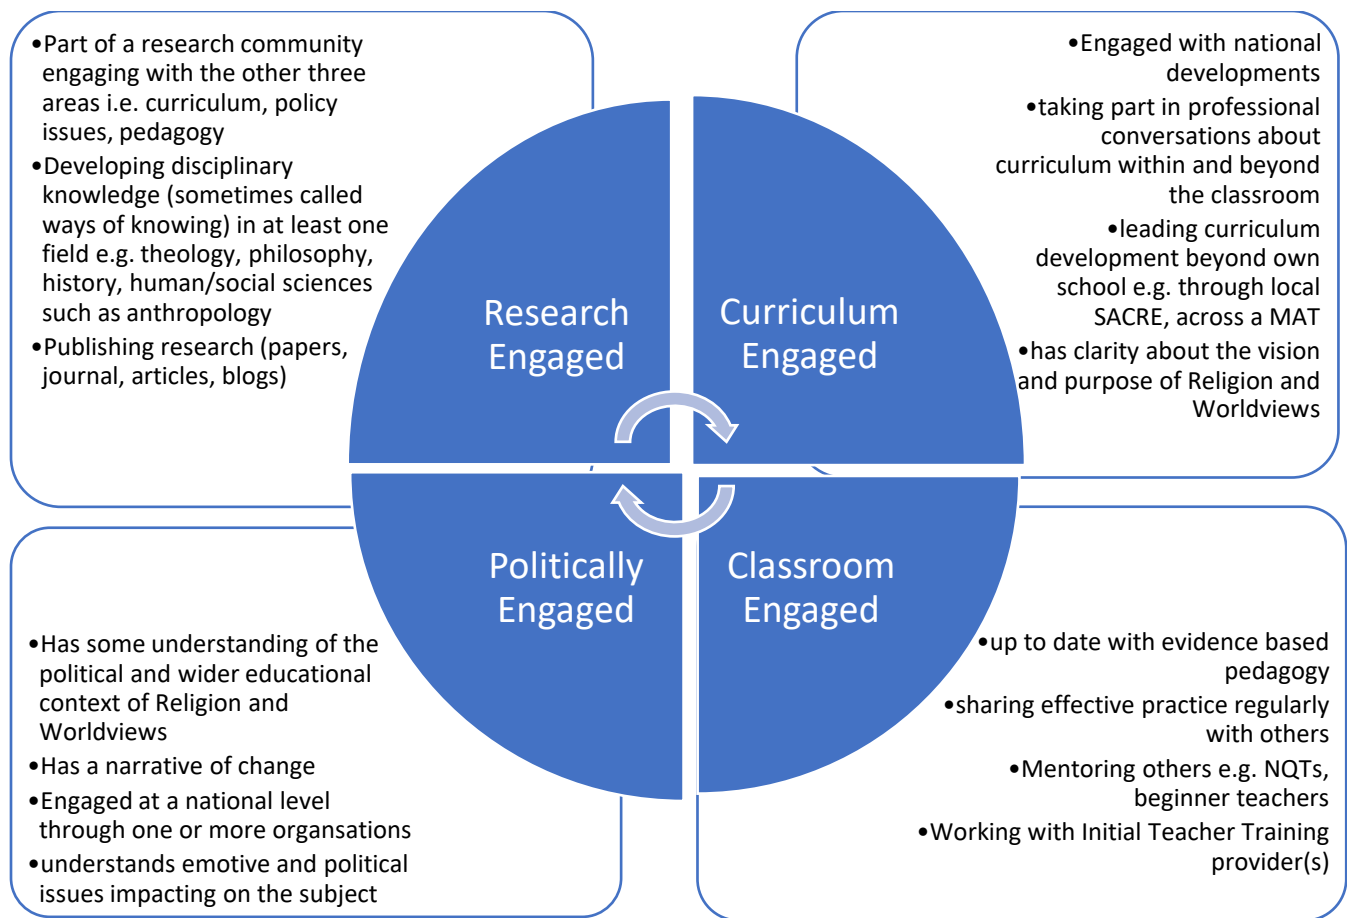 •Part of a research community
engaging with the other three
areas i.e. curriculum, policy
issues, pedagogy
•Developing disciplinary
knowledge (sometimes called
ways of knowing) in at least one
field e.g. theology, philosophy,
history, human/social sciences
such as anthropology
•Publishing research (papers,
journal, articles, blogs)
Research
Engaged
•Engaged with national
developments
•taking part in professional
conversations about
curriculum within and beyond
the classroom
•leading curriculum
development beyond own
school e.g. through local
SACRE, across a MAT
•has clarity about the vision
and purpose of Religion and
Worldviews
Curriculum
Engaged
•Has some understanding of the
political and wider educational
context of Religion and
Worldviews
•Has a narrative of change
•Engaged at a national level
through one or more organsations
•understands emotive and political
issues impacting on the subject
Politically
Engaged
Classroom
Engaged
•up to date with evidence based
pedagogy
•sharing effective practice regularly
with others
•Mentoring others e.g. NQTs,
beginner teachers
•Working with Initial Teacher Training
provider(s)